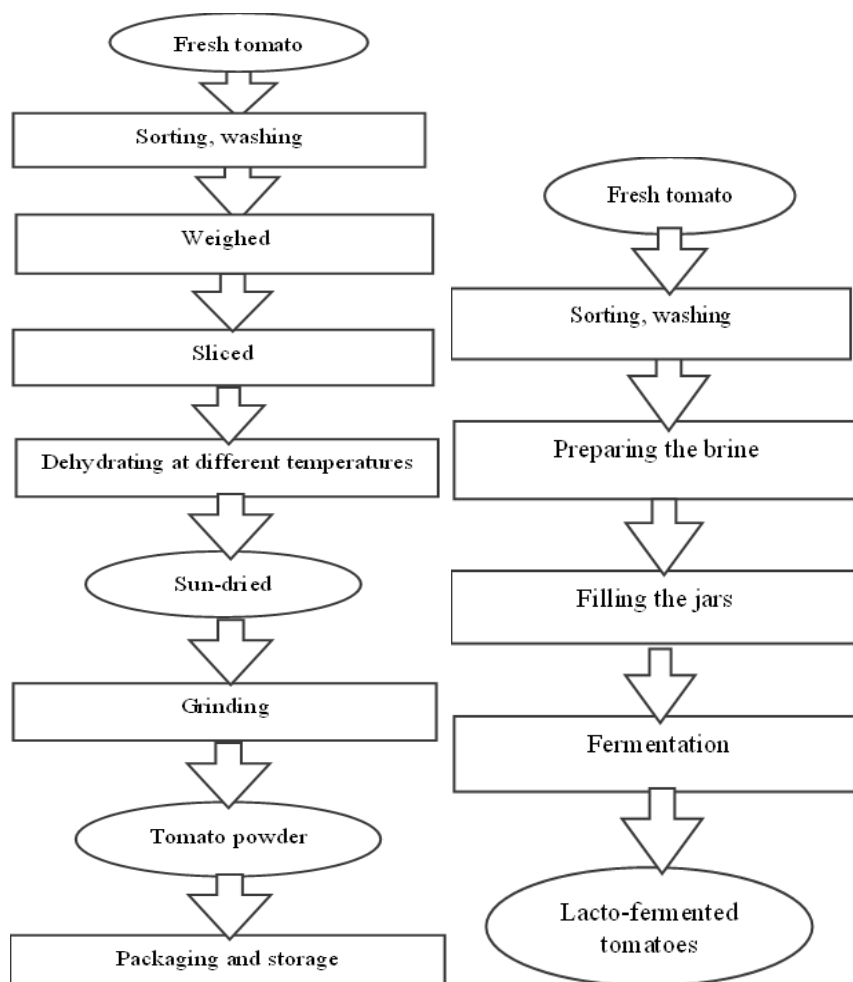 Fresh tomato
Sorting, washing
Weighed
Sliced
Dehydrating at different temperatures
Sun-dried
Grinding
Tomato powder
Packaging and storage
Fresh tomato
Sorting, washing
Preparing the brine
Filling the jars
Fermentation
Lacto-fermented
tomatoes